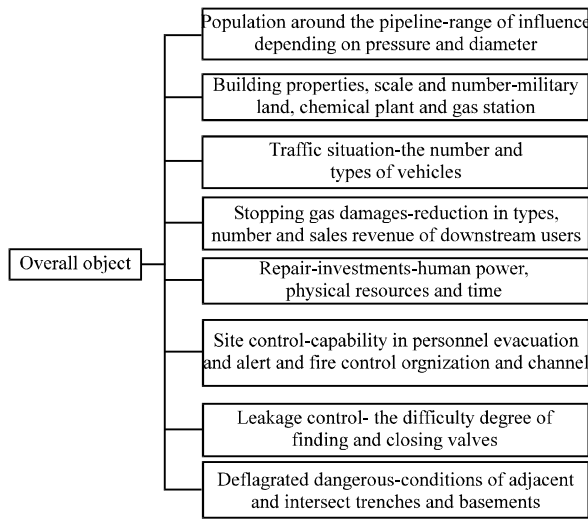 Population around the pipeline-range of influence
depending on pressure and diameter
Building properties, scale and number-military
land, chemical plant and gas station
Traffic situation-the number and
types of vehicles
Stopping gas damages-reduction in types,
number and sales revenue of downstream users
Overall object
Repair-investments-human power,
physical resources and time
Site control-capability in personnel evacuation
and alert and fire control orgnization and channel
Leakage control- the difficulty degree of
finding and closing valves
Deflagrated dangerous-conditions of adjacent
and intersect trenches and basements